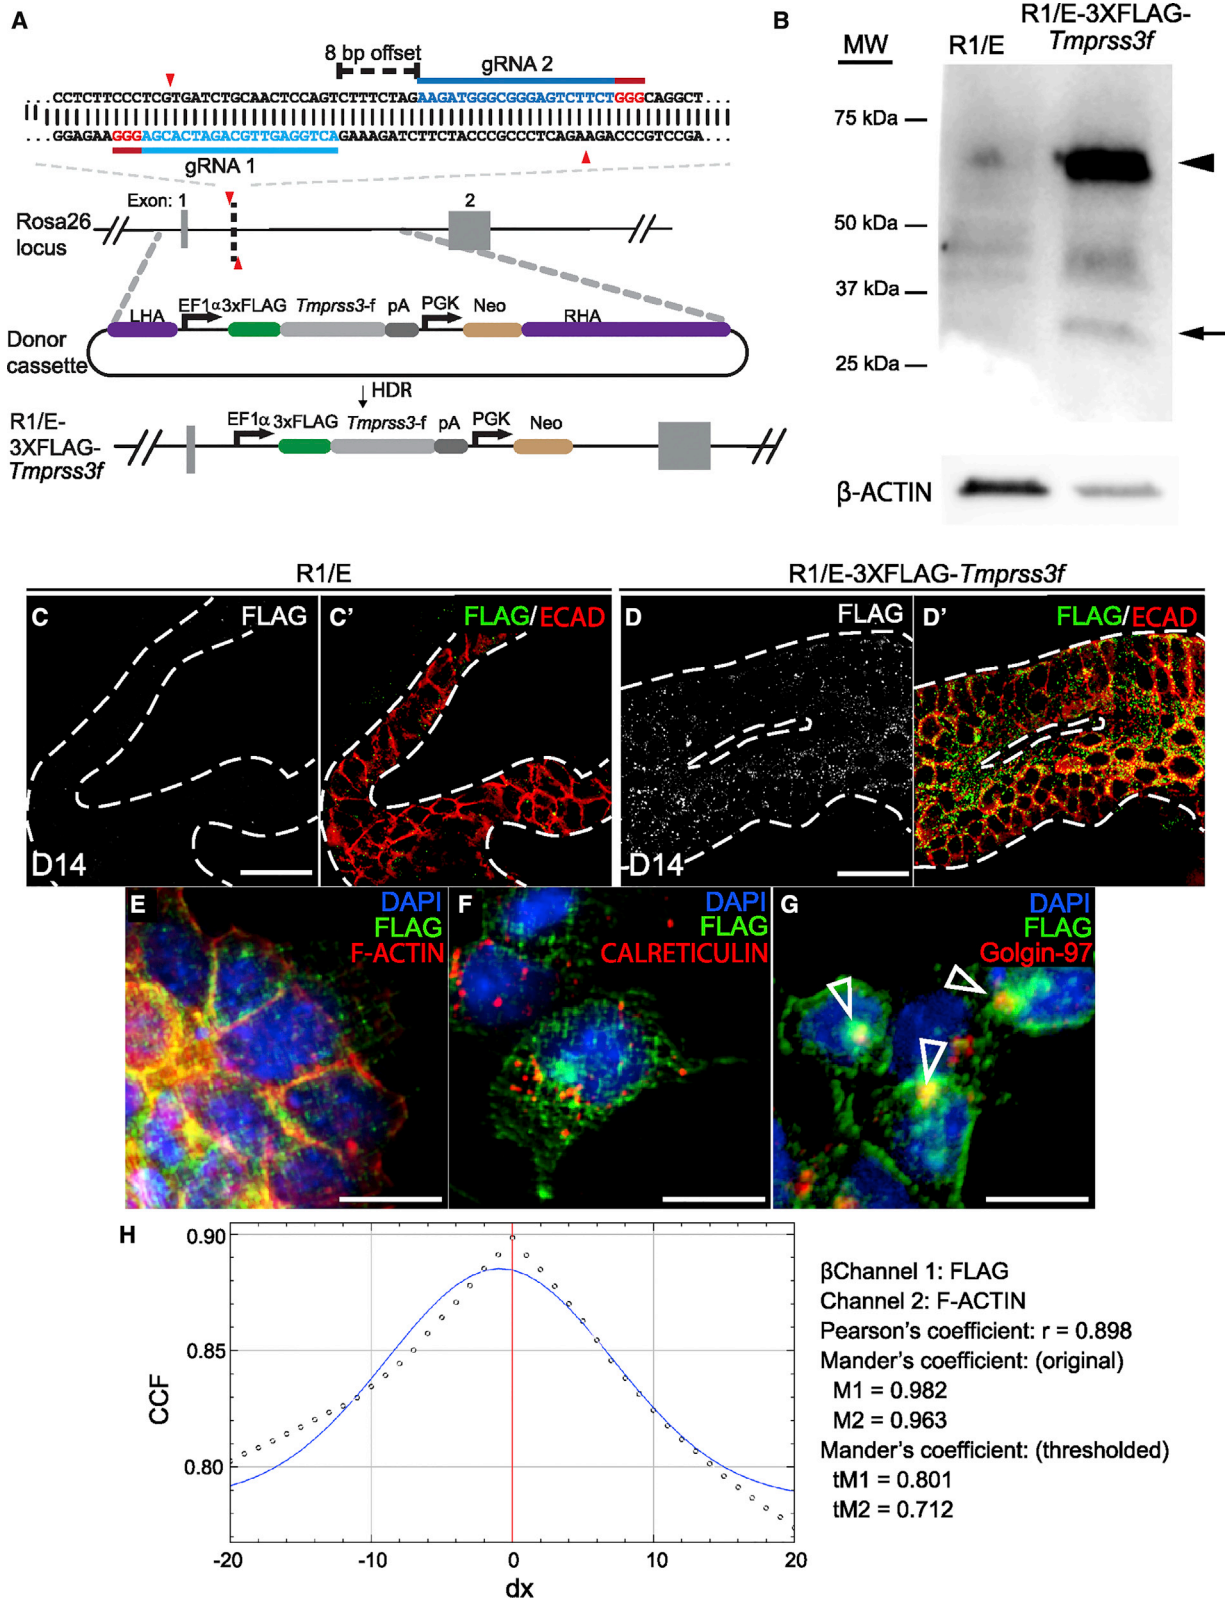 A
8 bp offset
gRNA 2
...CCTCTTCCCTCGTGATCTGCAACTCCAGTCTTTCTAGAAGATGGGCGGGAGTCTTCTGGGCAGGCT...
...GGAGAAGGGAGCACTAGACGTTGAGGTCAGAAAGATCTTCTACCCGCCCTCAGAAGACCCGTCCGA...
gRNA 1
Exon: 1
2
Rosa26
locus
LHA
EF1α
3xFLAG
Tmprss3-f
pA
PGK
Neo
RHA
Donor
cassette
HDR
R1/E-
3XFLAG-
Tmprss3f
EF1α
3xFLAG
Tmprss3-f
pA
PGK
Neo
B
MW
R1/E
R1/E-3XFLAG-
Tmprss3f
75 kDa
50 kDa
37 kDa
25 kDa
β-ACTIN
R1/E
R1/E-3XFLAG-Tmprss3f
C
FLAG
D14
C'
FLAG/ECAD
D
FLAG
D14
D'
FLAG/ECAD
E
DAPI
FLAG
F-ACTIN
F
DAPI
FLAG
CALRETICULIN
G
DAPI
FLAG
Golgin-97
H
CCF
0.90
0.85
0.80
-20
-10
0
10
20
dx
βChannel 1: FLAG
Channel 2: F-ACTIN
Pearson's coefficient: r = 0.898
Mander's coefficient: (original)
M1 = 0.982
M2 = 0.963
Mander's coefficient: (thresholded)
tM1 = 0.801
tM2 = 0.712